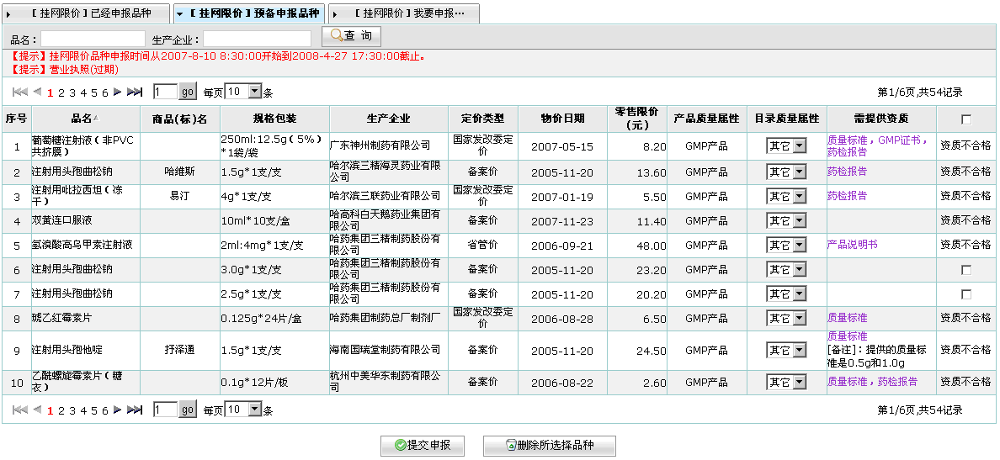 [ 挂网限价 ] 已经申报品种 [ 挂网限价 ] 预备申报品种 [ 挂网限价 ] 我要申报…
品名： 生产企业： 查 询
【提示】挂网限价品种申报时间从2007-8-10 8:30:00开始到2008-4-27 17:30:00截止。
【提示】营业执照(过期)
1 2 3 4 5 6 1 go 每页 10 条 第1/6页,共54记录
序号 品名 商品(标)名 规格包装 生产企业 定价类型 物价日期 零售限价(元) 产品质量属性 目录质量属性 需提供资质
1 葡萄糖注射液（非PVC共挤膜） 250ml:12.5g（5%）*1袋/袋 广东神州制药有限公司 国家发改委定价 2007-05-15 8.20 GMP产品 其它 质量标准，GMP证书，药检报告 资质不合格
2 注射用头孢曲松钠 哈维斯 1.5g*1支/支 哈尔滨三精海灵药业有限公司 备案价 2005-11-20 13.60 GMP产品 其它 药检报告 资质不合格
3 注射用吡拉西坦（冻干） 易汀 4g*1支/支 哈尔滨三联药业有限公司 国家发改委定价 2007-01-19 5.50 GMP产品 其它 药检报告 资质不合格
4 双黄连口服液 10ml*10支/盒 哈高科白天鹅药业集团有限公司 备案价 2007-11-23 11.40 GMP产品 其它 资质不合格
5 氢溴酸高乌甲素注射液 2ml:4mg*1支/支 哈药集团三精制药股份有限公司 省管价 2006-09-21 48.00 GMP产品 其它 产品说明书 资质不合格
6 注射用头孢曲松钠 3.0g*1支/支 哈药集团三精制药股份有限公司 备案价 2005-11-20 23.20 GMP产品 其它
7 注射用头孢曲松钠 2.5g*1支/支 哈药集团三精制药股份有限公司 备案价 2005-11-20 20.20 GMP产品 其它
8 琥乙红霉素片 0.125g*24片/盒 哈药集团制药总厂制剂厂 国家发改委定价 2006-08-28 6.50 GMP产品 其它 质量标准 资质不合格
9 注射用头孢他啶 抒泽通 1.5g*1支/支 海南国瑞堂制药有限公司 备案价 2005-11-20 24.50 GMP产品 其它 质量标准 [备注]：提供的质量标准是0.5g和1.0g 资质不合格
10 乙酰螺旋霉素片（糖衣） 0.1g*12片/板 杭州中美华东制药有限公司 备案价 2006-08-22 2.60 GMP产品 其它 质量标准，药检报告 资质不合格
1 2 3 4 5 6 1 go 每页 10 条 第1/6页,共54记录
提交申报 删除所选择品种